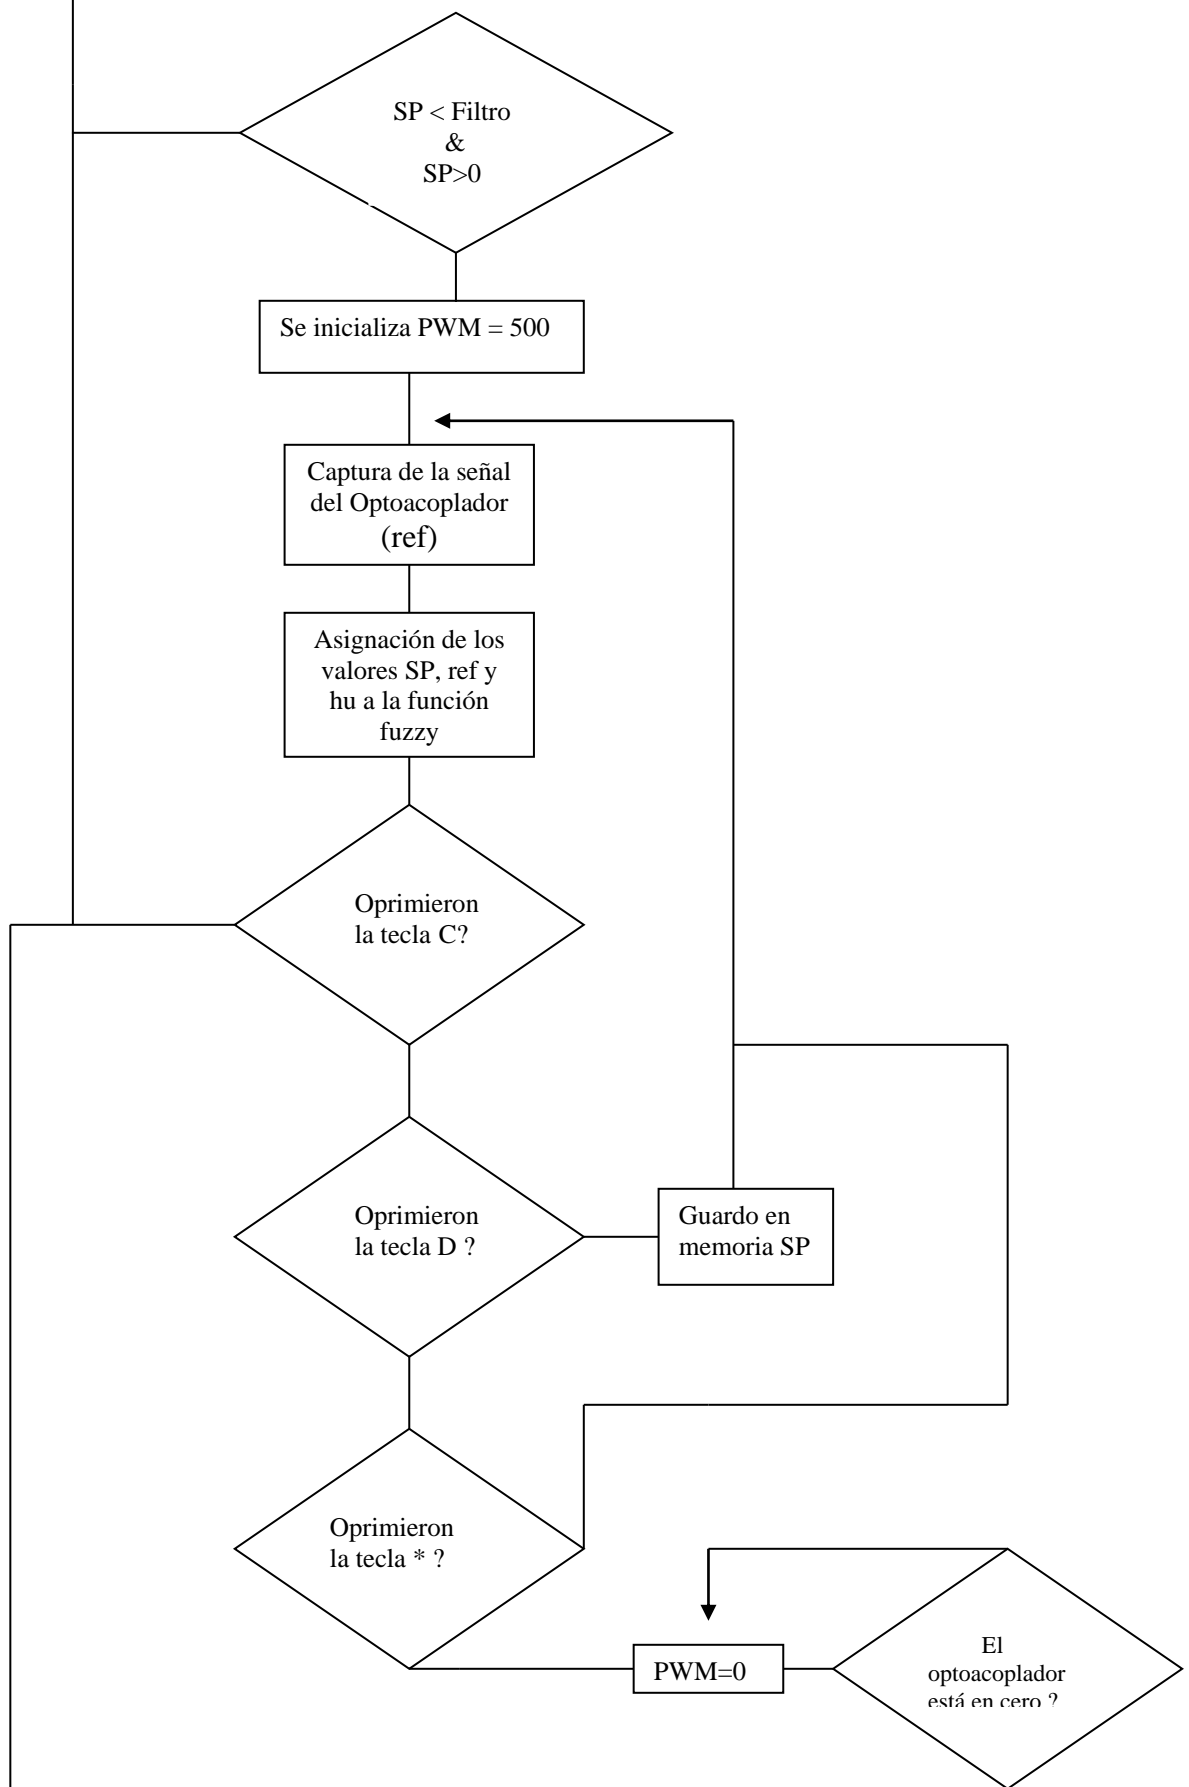 SP < Filtro
&
SP>0
Se inicializa PWM = 500
Captura de la señal
del Optoacoplador
(ref)
Asignación de los
valores SP, ref y
hu a la función
fuzzy
Oprimieron
la tecla C?
Oprimieron
la tecla D ?
Guardo en
memoria SP
Oprimieron
la tecla * ?
PWM=0
El
optoacoplador
está en cero ?